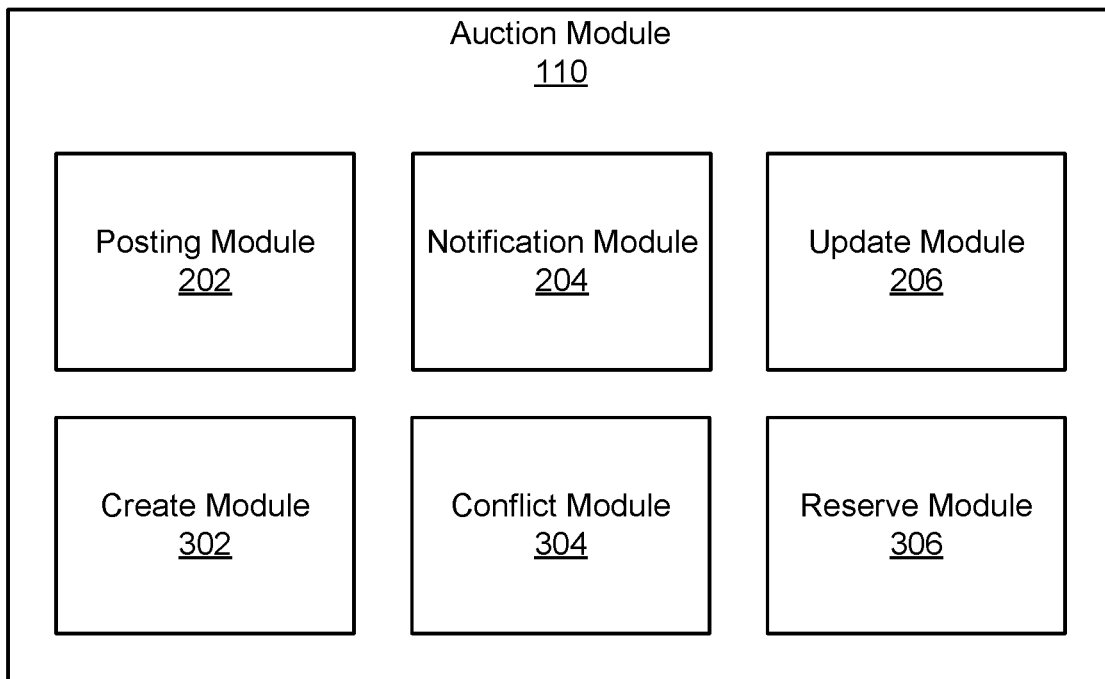 Auction Module
110
Posting Module
202
Notification Module
204
Update Module
206
Create Module
302
Conflict Module
304
Reserve Module
306